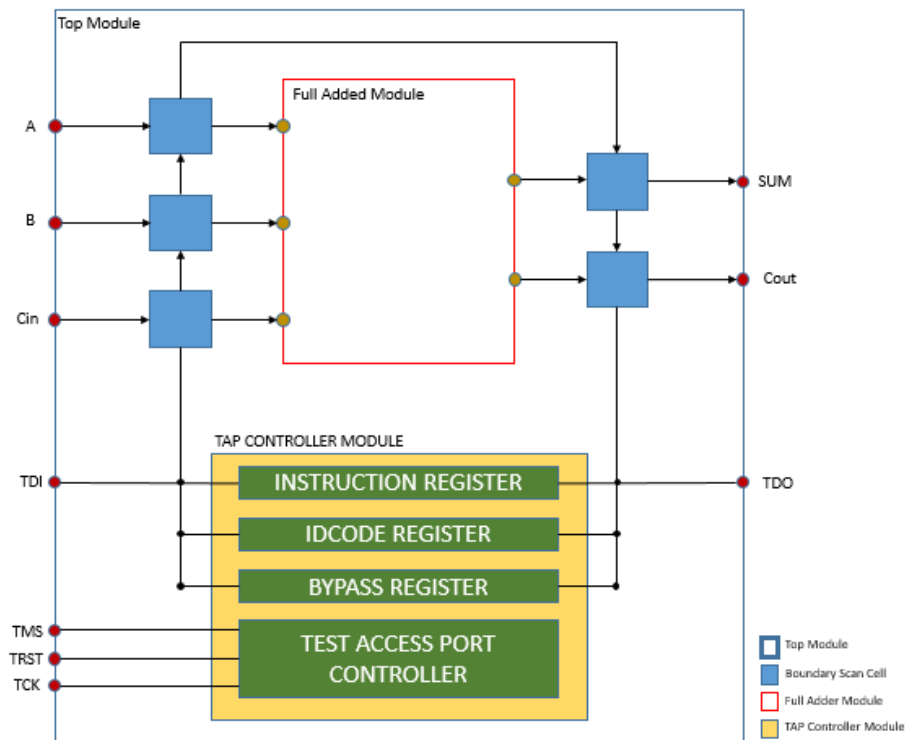 Top Module
Full Added Module
A
B
Cin
SUM
Cout
TAP CONTROLLER MODULE
TDI
INSTRUCTION REGISTER
TDO
IDCODE REGISTER
BYPASS REGISTER
TMS
TRST
TCK
TEST ACCESS PORT
CONTROLLER
Top Module
Boundary Scan Cell
Full Adder Module
TAP Controller Module